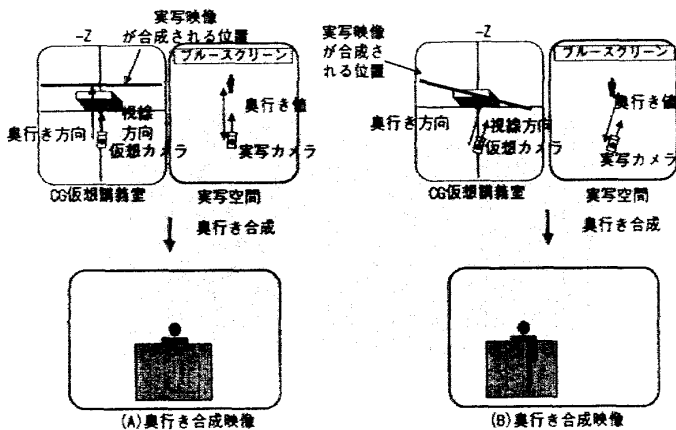 実写映像
が合成される位置
-Z
ブルースクリーン
奥行き値
奥行き方向
視線
方向
仮想カメラ
実写カメラ
CG仮想講義室
実写空間
奥行き合成
(A)奥行き合成映像
実写映像
が合成さ
れる位置
-Z
ブルースクリーン
奥行き値
奥行き方向
視線方向
仮想カメラ
実写カメラ
CG仮想講義室
実写空間
奥行き合成
(B)奥行き合成映像